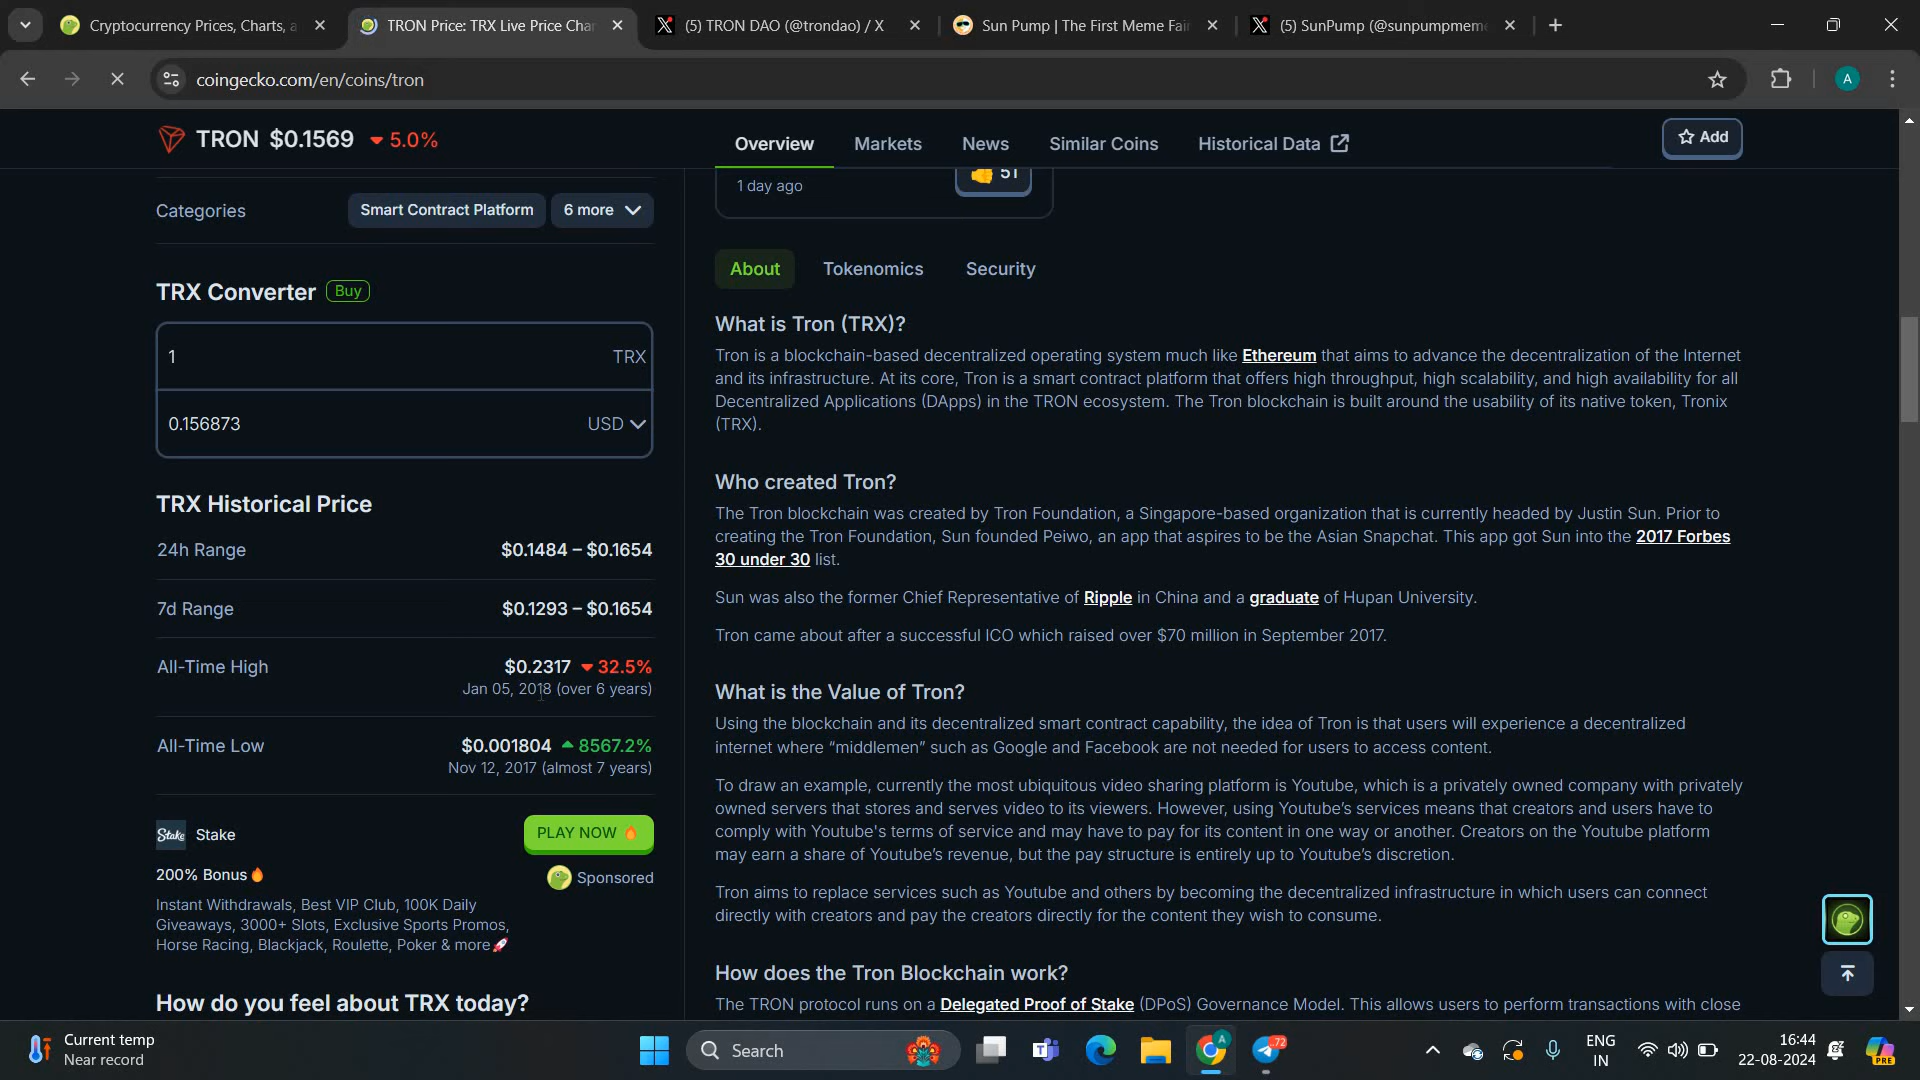 Cryptocurrency Prices, Charts, a
TRON Price: TRX Live Price Char
(5) TRON DAO (@trondao) / X
Sun Pump | The First Meme Fair
(5) SunPump (@sunpumpmeme
coingecko.com/en/coins/tron
A
TRON $0.1569 5.0%
Overview
Markets
News
Similar Coins
Historical Data
Add
Categories
Smart Contract Platform
6 more
TRX Converter
Buy
1
TRX
0.156873
USD
TRX Historical Price
24h Range
$0.1484 – $0.1654
7d Range
$0.1293 – $0.1654
All-Time High
$0.2317 32.5%
Jan 05, 2018 (over 6 years)
All-Time Low
$0.001804 8567.2%
Nov 12, 2017 (almost 7 years)
Stake
Stake
PLAY NOW
200% Bonus
Sponsored
Instant Withdrawals, Best VIP Club, 100K Daily
Giveaways, 3000+ Slots, Exclusive Sports Promos,
Horse Racing, Blackjack, Roulette, Poker & more
How do you feel about TRX today?
1 day ago
51
About
Tokenomics
Security
What is Tron (TRX)?
Tron is a blockchain-based decentralized operating system much like Ethereum that aims to advance the decentralization of the Internet
and its infrastructure. At its core, Tron is a smart contract platform that offers high throughput, high scalability, and high availability for all
Decentralized Applications (DApps) in the TRON ecosystem. The Tron blockchain is built around the usability of its native token, Tronix
(TRX).
Who created Tron?
The Tron blockchain was created by Tron Foundation, a Singapore-based organization that is currently headed by Justin Sun. Prior to
creating the Tron Foundation, Sun founded Peiwo, an app that aspires to be the Asian Snapchat. This app got Sun into the 2017 Forbes
30 under 30 list.
Sun was also the former Chief Representative of Ripple in China and a graduate of Hupan University.
Tron came about after a successful ICO which raised over $70 million in September 2017.
What is the Value of Tron?
Using the blockchain and its decentralized smart contract capability, the idea of Tron is that users will experience a decentralized
internet where “middlemen” such as Google and Facebook are not needed for users to access content.
To draw an example, currently the most ubiquitous video sharing platform is Youtube, which is a privately owned company with privately
owned servers that stores and serves video to its viewers. However, using Youtube’s services means that creators and users have to
comply with Youtube's terms of service and may have to pay for its content in one way or another. Creators on the Youtube platform
may earn a share of Youtube’s revenue, but the pay structure is entirely up to Youtube’s discretion.
Tron aims to replace services such as Youtube and others by becoming the decentralized infrastructure in which users can connect
directly with creators and pay the creators directly for the content they wish to consume.
How does the Tron Blockchain work?
The TRON protocol runs on a Delegated Proof of Stake (DPoS) Governance Model. This allows users to perform transactions with close
Current temp
Near record
Search
72
ENG
IN
16:44
22-08-2024
PRE